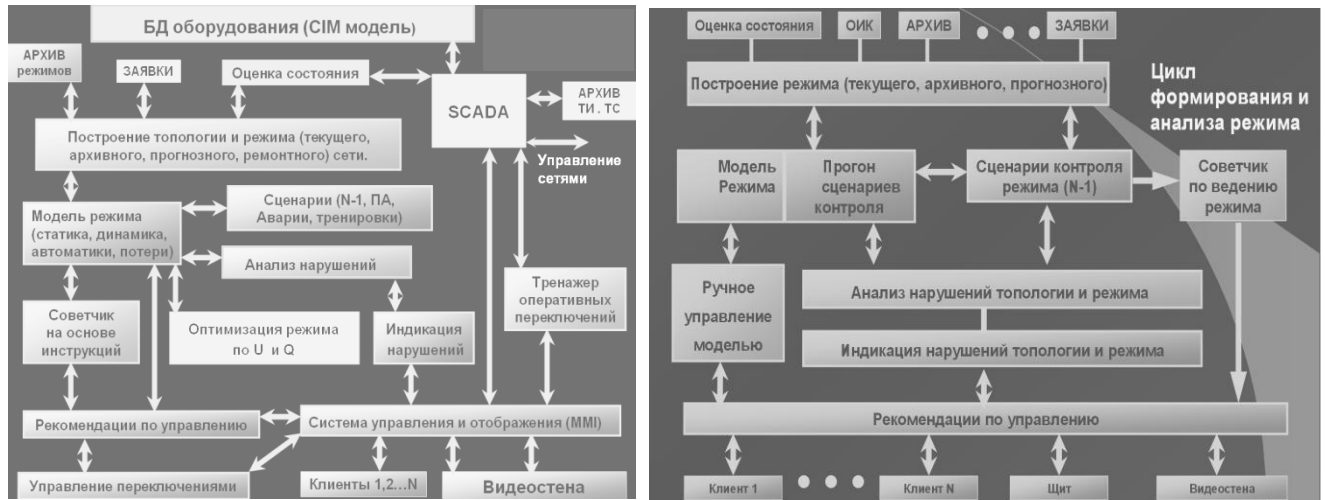 БД оборудования (CIM модель)
АРХИВ
режимов
ЗАЯВКИ
Оценка состояния
SCADA
АРХИВ
ТИ . ТС
Построение топологии и режима (текущего,
архивного, прогнозного, ремонтного) сети.
Управление
сетями
Модель режима
(статика, динамика,
автоматики, потери)
Сценарии (N-1, ПА,
Аварии, тренировки)
Анализ нарушений
Советчик
на основе
инструкций
Оптимизация режима
по U и Q
Индикация
нарушений
Тренажер
оперативных
переключений
Рекомендации по управлению
Система управления и отображения (MMI)
Управление переключениями
Клиенты 1,2...N
Видеостена
Оценка состояния
ОИК
АРХИВ
ЗАЯВКИ
Построение режима (текущего, архивного, прогнозного)
Цикл
формирования и
анализа режима
Модель
Режима
Прогон
сценариев
контроля
Сценарии контроля
режима (N-1)
Советчик
по ведению
режима
Ручное
управление
моделью
Анализ нарушений топологии и режима
Индикация нарушений топологии и режима
Рекомендации по управлению
Клиент 1
Клиент N
Щит
Видеостена